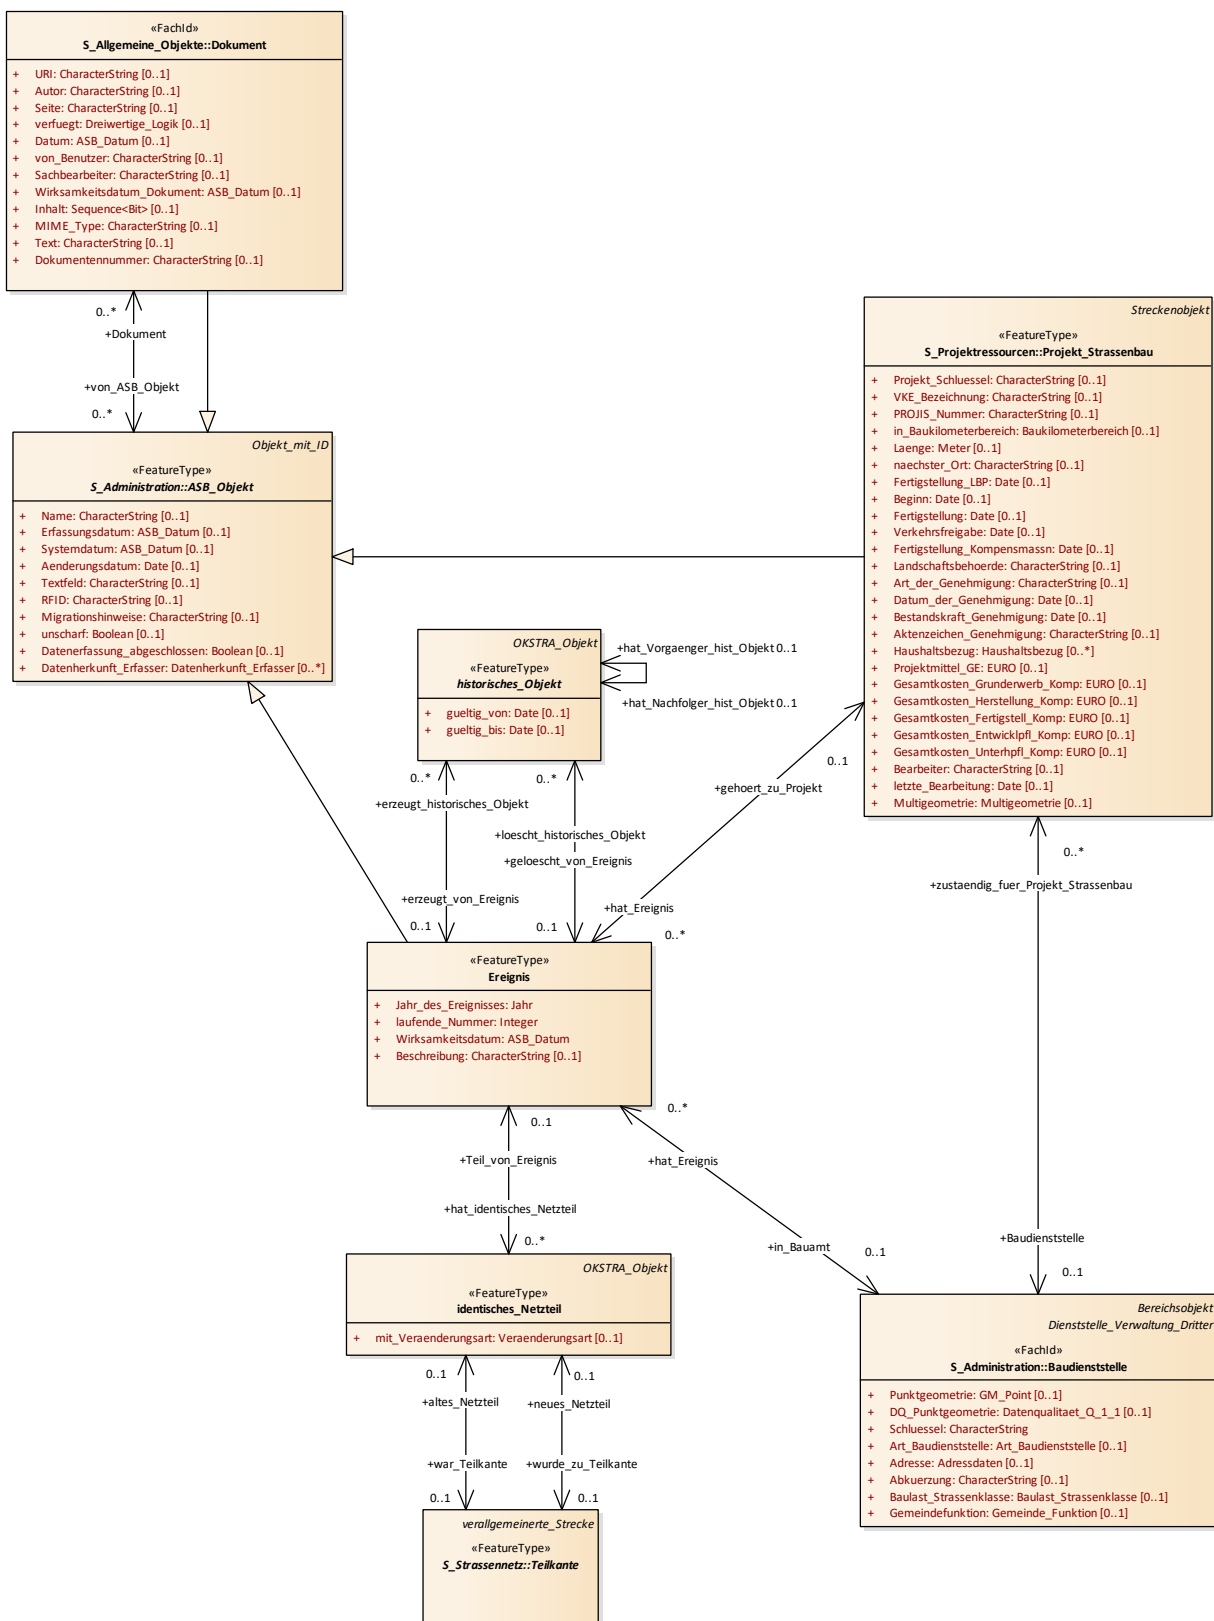 «FachId»
S_Allgemeine_Objekte::Dokument
+ URI: CharacterString [0..1]
+ Autor: CharacterString [0..1]
+ Seite: CharacterString [0..1]
+ verfuegt: Dreiwertige_Logik [0..1]
+ Datum: ASB_Datum [0..1]
+ von_Benutzer: CharacterString [0..1]
+ Sachbearbeiter: CharacterString [0..1]
+ Wirksamkeitsdatum_Dokument: ASB_Datum [0..1]
+ Inhalt: Sequence<Bit> [0..1]
+ MIME_Type: CharacterString [0..1]
+ Text: CharacterString [0..1]
+ Dokumentennummer: CharacterString [0..1]
0..*
+Dokument
+von_ASB_Objekt
0..*
Objekt_mit_ID
«FeatureType»
S_Administration::ASB_Objekt
+ Name: CharacterString [0..1]
+ Erfassungsdatum: ASB_Datum [0..1]
+ Systemdatum: ASB_Datum [0..1]
+ Aenderungsdatum: Date [0..1]
+ Textfeld: CharacterString [0..1]
+ RFID: CharacterString [0..1]
+ Migrationshinweise: CharacterString [0..1]
+ unscharf: Boolean [0..1]
+ Datenerfassung_abgeschlossen: Boolean [0..1]
+ Datenherkunft_Erfasser: Datenherkunft_Erfasser [0..*]
Streckenobjekt
«FeatureType»
S_Projektressourcen::Projekt_Strassenbau
+ Projekt_Schluessel: CharacterString [0..1]
+ VKE_Bezeichnung: CharacterString [0..1]
+ PROJIS_Nummer: CharacterString [0..1]
+ in_Baukilometerbereich: Baukilometerbereich [0..1]
+ Laenge: Meter [0..1]
+ naechster_Ort: CharacterString [0..1]
+ Fertigstellung_LBP: Date [0..1]
+ Beginn: Date [0..1]
+ Fertigstellung: Date [0..1]
+ Verkehrsfreigabe: Date [0..1]
+ Fertigstellung_Kompensmassn: Date [0..1]
+ Landschaftsbehoerde: CharacterString [0..1]
+ Art_der_Genehmigung: CharacterString [0..1]
+ Datum_der_Genehmigung: Date [0..1]
+ Bestandskraft_Genehmigung: Date [0..1]
+ Aktenzeichen_Genehmigung: CharacterString [0..1]
+ Haushaltsbezug: Haushaltsbezug [0..*]
+ Projektmittel_GE: EURO [0..1]
+ Gesamtkosten_Grunderwerb_Komp: EURO [0..1]
+ Gesamtkosten_Herstellung_Komp: EURO [0..1]
+ Gesamtkosten_Fertigstell_Komp: EURO [0..1]
+ Gesamtkosten_Entwicklpfl_Komp: EURO [0..1]
+ Gesamtkosten_Unterhpfl_Komp: EURO [0..1]
+ Bearbeiter: CharacterString [0..1]
+ letzte_Bearbeitung: Date [0..1]
+ Multigeometrie: Multigeometrie [0..1]
OKSTRA_Objekt
«FeatureType»
historisches_Objekt
+ gueltig_von: Date [0..1]
+ gueltig_bis: Date [0..1]
+hat_Vorgaenger_hist_Objekt 0..1
+hat_Nachfolger_hist_Objekt 0..1
0..*
+erzeugt_historisches_Objekt
0..*
+loescht_historisches_Objekt
+geloescht_von_Ereignis
+erzeugt_von_Ereignis
0..1
0..1
0..1
+gehoert_zu_Projekt
+hat_Ereignis
0..*
0..*
+zustaendig_fuer_Projekt_Strassenbau
«FeatureType»
Ereignis
+ Jahr_des_Ereignisses: Jahr
+ laufende_Nummer: Integer
+ Wirksamkeitsdatum: ASB_Datum
+ Beschreibung: CharacterString [0..1]
0..1
+Teil_von_Ereignis
+hat_identisches_Netzteil
0..*
0..*
+hat_Ereignis
+in_Bauamt
0..1
+Baudienststelle
0..1
OKSTRA_Objekt
«FeatureType»
identisches_Netzteil
+ mit_Veraenderungsart: Veraenderungsart [0..1]
0..1
+altes_Netzteil
0..1
+neues_Netzteil
+war_Teilkante
0..1
+wurde_zu_Teilkante
0..1
verallgemeinerte_Strecke
«FeatureType»
S_Strassennetz::Teilkante
Bereichsobjekt
Dienststelle_Verwaltung_Dritter
«FachId»
S_Administration::Baudienststelle
+ Punktgeometrie: GM_Point [0..1]
+ DQ_Punktgeometrie: Datenqualitaet_Q_1_1 [0..1]
+ Schluessel: CharacterString
+ Art_Baudienststelle: Art_Baudienststelle [0..1]
+ Adresse: Adressdaten [0..1]
+ Abkuerzung: CharacterString [0..1]
+ Baulast_Strassenklasse: Baulast_Strassenklasse [0..1]
+ Gemeindefunktion: Gemeinde_Funktion [0..1]